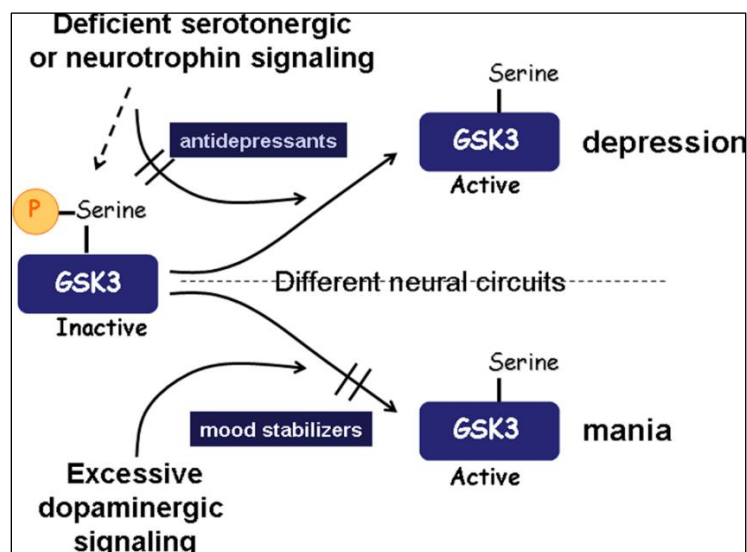 Deficient serotonergic
or neurotrophin signaling
Serine
antidepressants
GSK3
depression
Active
P
Serine
GSK3
Different neural circuits
Inactive
Serine
mood stabilizers
GSK3
mania
Active
Excessive
dopaminergic
signaling